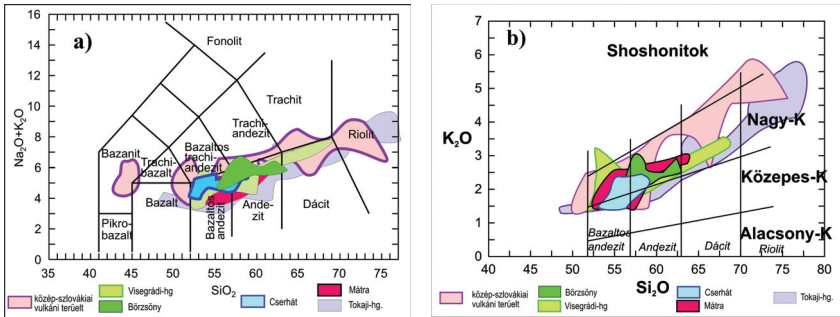 a)
16
14
12
10
8
6
4
2
0
Na2O+K2O
Fonolit
Trachit
Trachi-
andezit
Riolit
Bazaltos
trachi-
andezit
Bazanit
Trachi-
bazalt
Pikro-
bazalt
Bazalt
Bazaltos
andezit
Ande-
zit
Dácit
35 40 45 50 55 60 65 70 75
SiO2
közép-szlovákiai
vulkáni terüelt
Visegrádi-hg
Börzsöny
Cserhát
Mátra
Tokaji-hg.
b)
7
6
5
4
3
2
1
0
K2O
Shoshonitok
Nagy-K
Közepes-K
Alacsony-K
Bazaltos
andezit
Andezit
Dácit
Riolit
40 45 50 55 60 65 70 75 80
Si2O
közép-szlovákiai
vulkáni terüelt
Börzsöny
Visegrádi-hg
Cserhát
Mátra
Tokaji-hg.